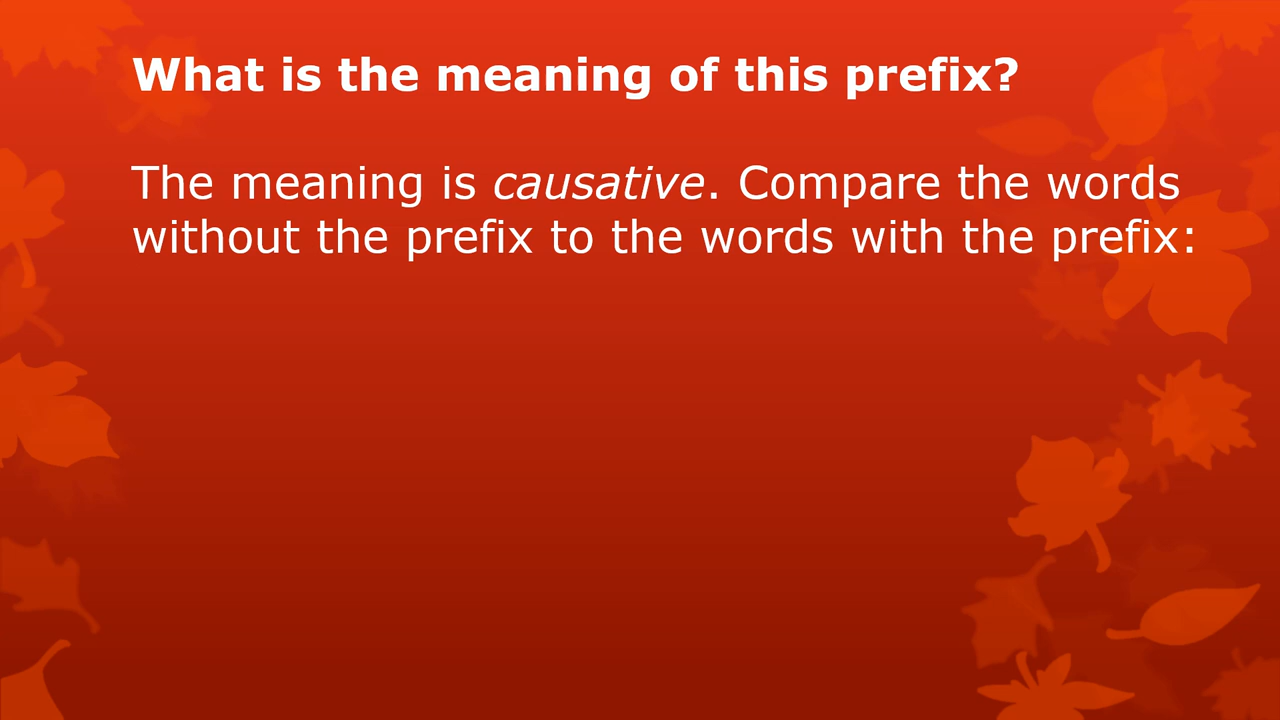 What is the meaning of this prefix?
The meaning is causative. Compare the words
without the prefix to the words with the prefix: